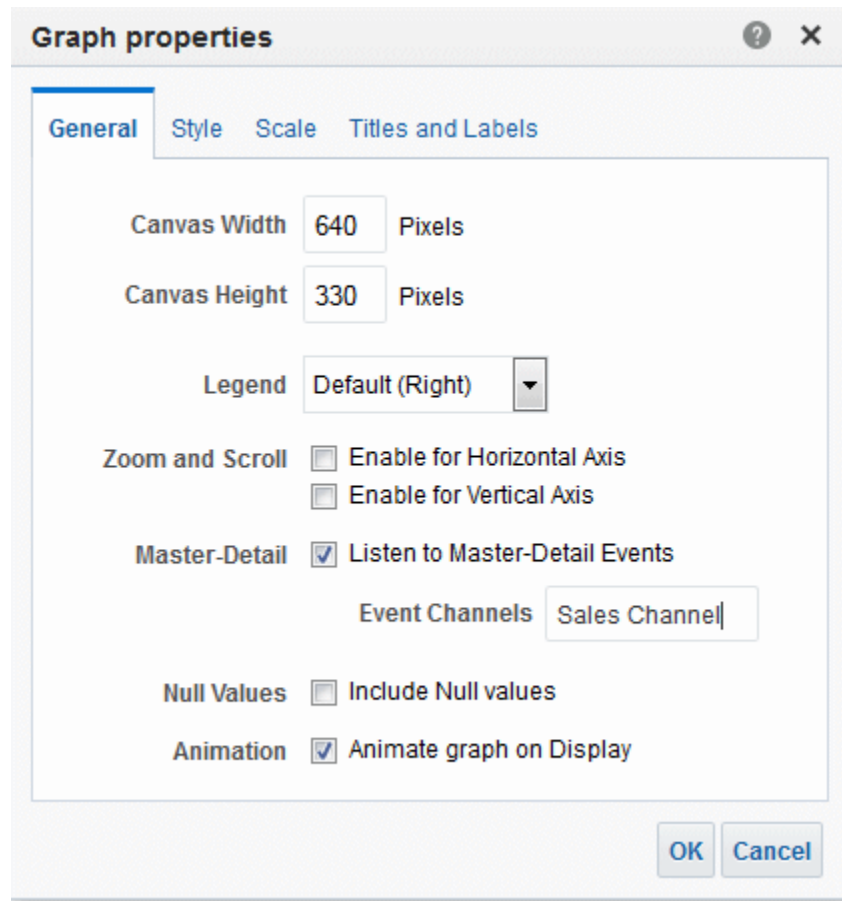 Graph properties
General Style Scale Titles and Labels
Canvas Width 640 Pixels
Canvas Height 330 Pixels
Legend Default (Right)
Zoom and Scroll Enable for Horizontal Axis
Enable for Vertical Axis
Master-Detail Listen to Master-Detail Events
Event Channels Sales Channel
Null Values Include Null values
Animation Animate graph on Display
OK Cancel